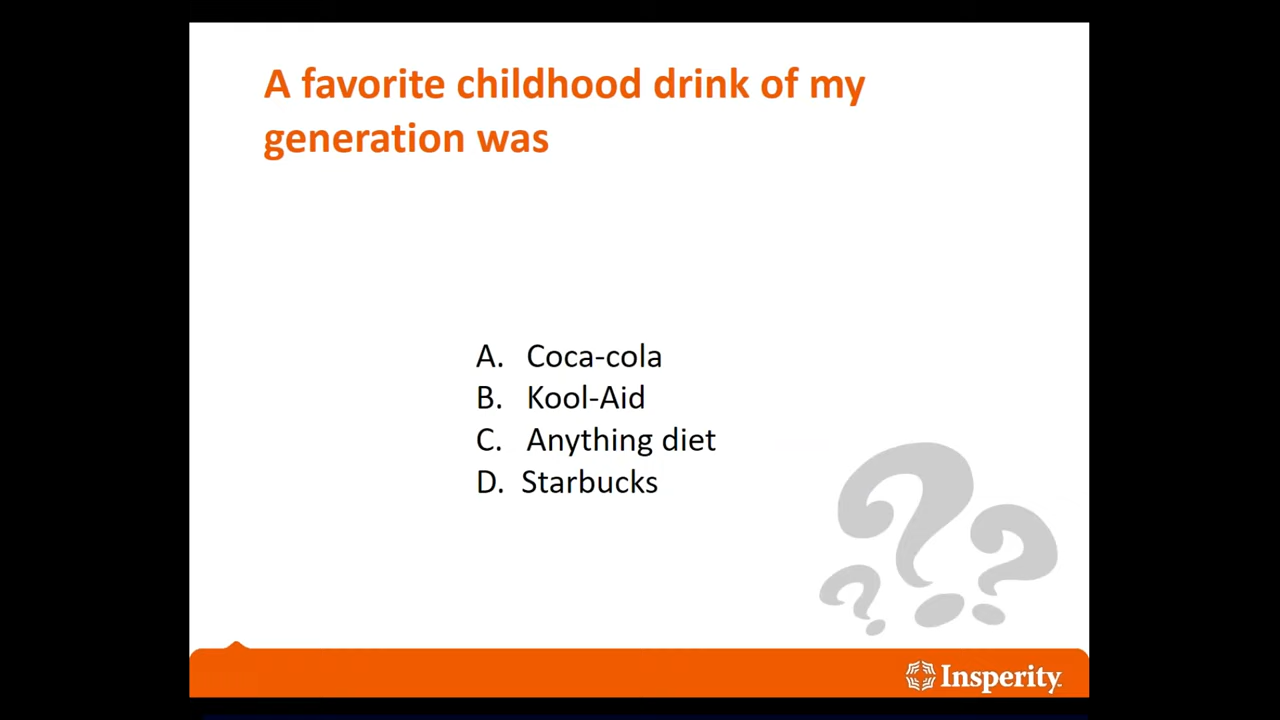 A favorite childhood drink of my
generation was
A. Coca-cola
B. Kool-Aid
C. Anything diet
D. Starbucks
Insperity